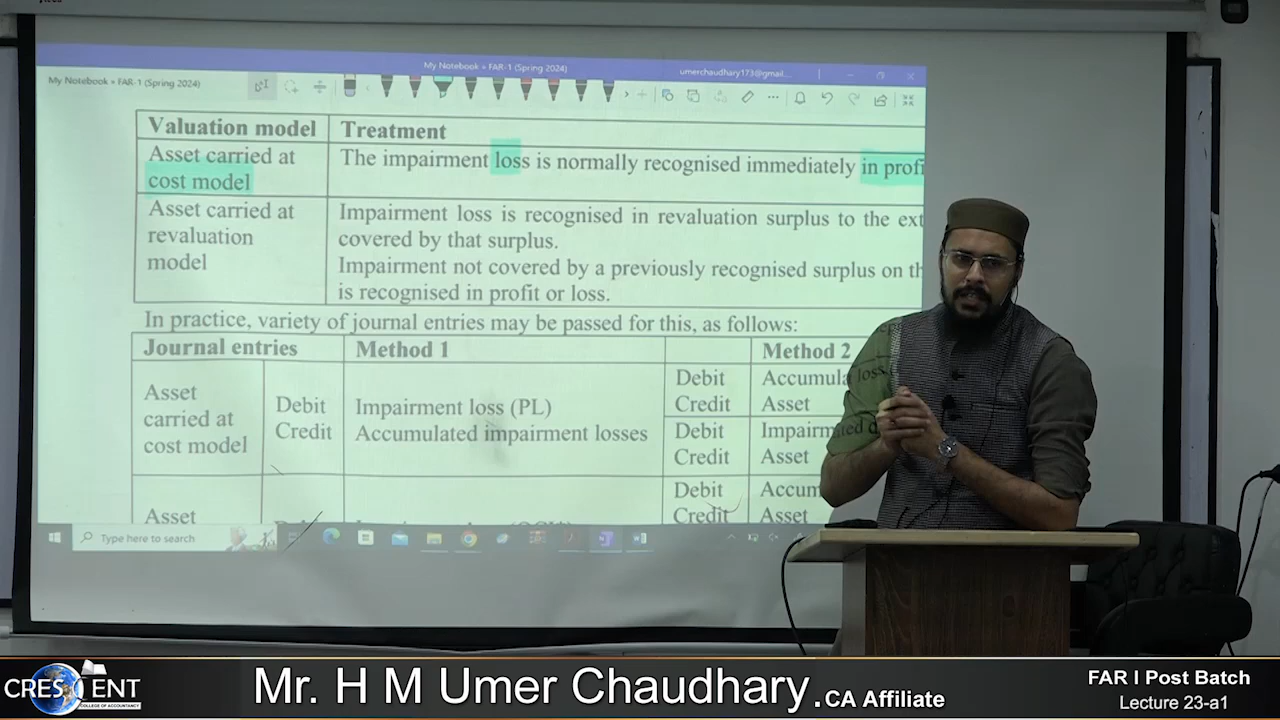 My Notebook » FAR-1 (Spring 2024)
My Notebook » FAR-1 (Spring 2024)
umerchaudhary173@gmail...
Valuation model
Treatment
Asset carried at
cost model
The impairment loss is normally recognised immediately in profi
Asset carried at
revaluation
model
Impairment loss is recognised in revaluation surplus to the ext
covered by that surplus.
Impairment not covered by a previously recognised surplus on th
is recognised in profit or loss.
In practice, variety of journal entries may be passed for this, as follows:
Journal entries
Method 1
Method 2
Asset
carried at
cost model
Debit
Credit
Impairment loss (PL)
Accumulated impairment losses
Debit
Credit
Accumula
Asset
loss
Debit
Credit
Impairm
Asset
Asset
Debit
Credit
Accum
Asset
Type here to search
CRESCENT
COLLEGE OF ACCOUNTANCY
Mr. H M Umer Chaudhary .CA Affiliate
FAR I Post Batch
Lecture 23-a1